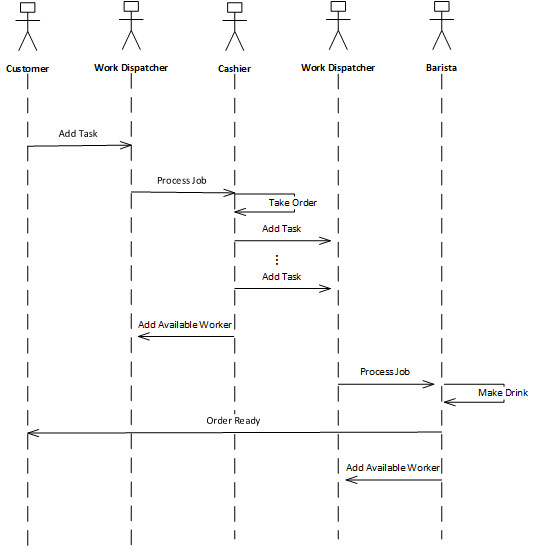 Customer
Work Dispatcher
Cashier
Work Dispatcher
Barista
Add Task
Process Job
Take Order
Add Task
Add Task
Add Available Worker
Process Job
Make Drink
Order Ready
Add Available Worker